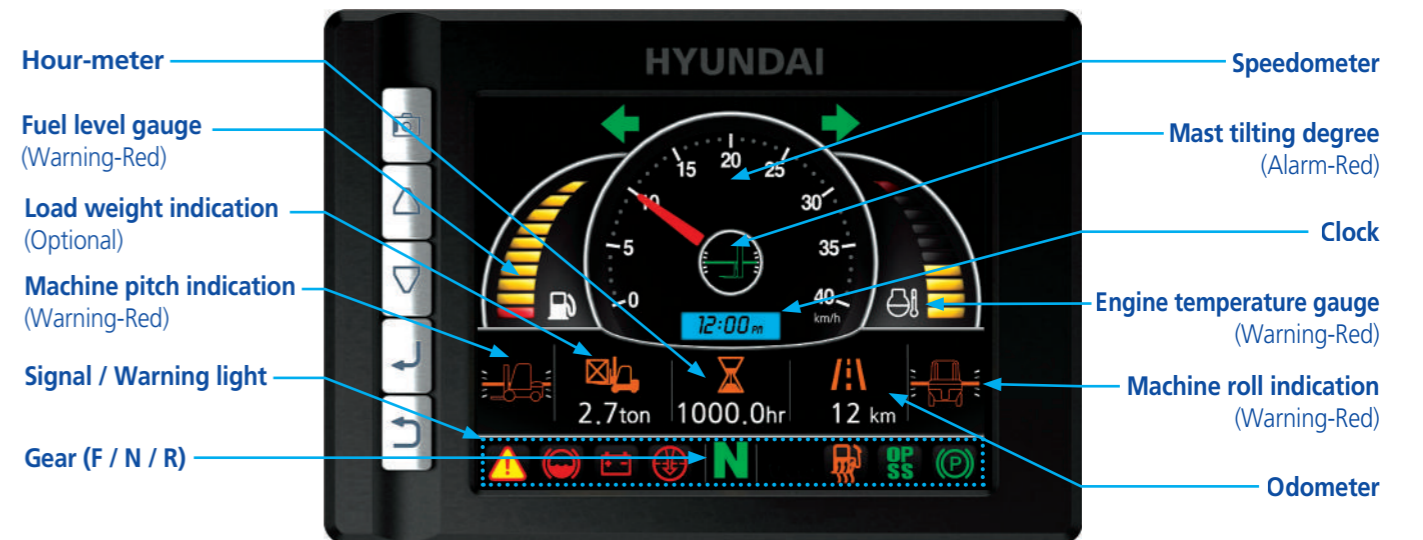 HYUNDAI
Hour-meter
Fuel level gauge
(Warning-Red)
Load weight indication
(Optional)
Machine pitch indication
(Warning-Red)
Signal / Warning light
Gear (F / N / R)
Speedometer
Mast tilting degree
(Alarm-Red)
Clock
Engine temperature gauge
(Warning-Red)
Machine roll indication
(Warning-Red)
Odometer
0
5
10
15
20
25
30
35
40
km/h
12:00 PM
2.7ton
1000.0hr
12 km
N
OP
SS
(P)